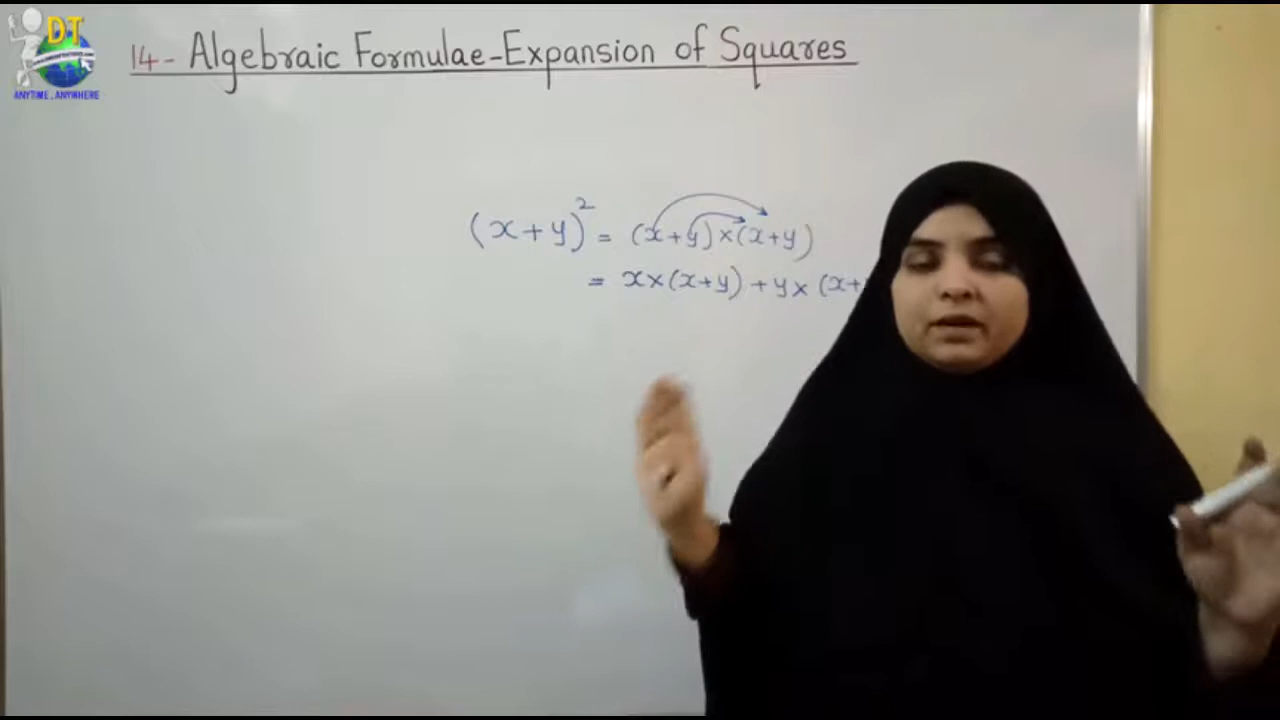 DT
ANYTIME, ANYWHERE
14- Algebraic Formulae-Expansion of Squares
(x+y)² = (x+y)×(x+y)
= x×(x+y)+y×(x+